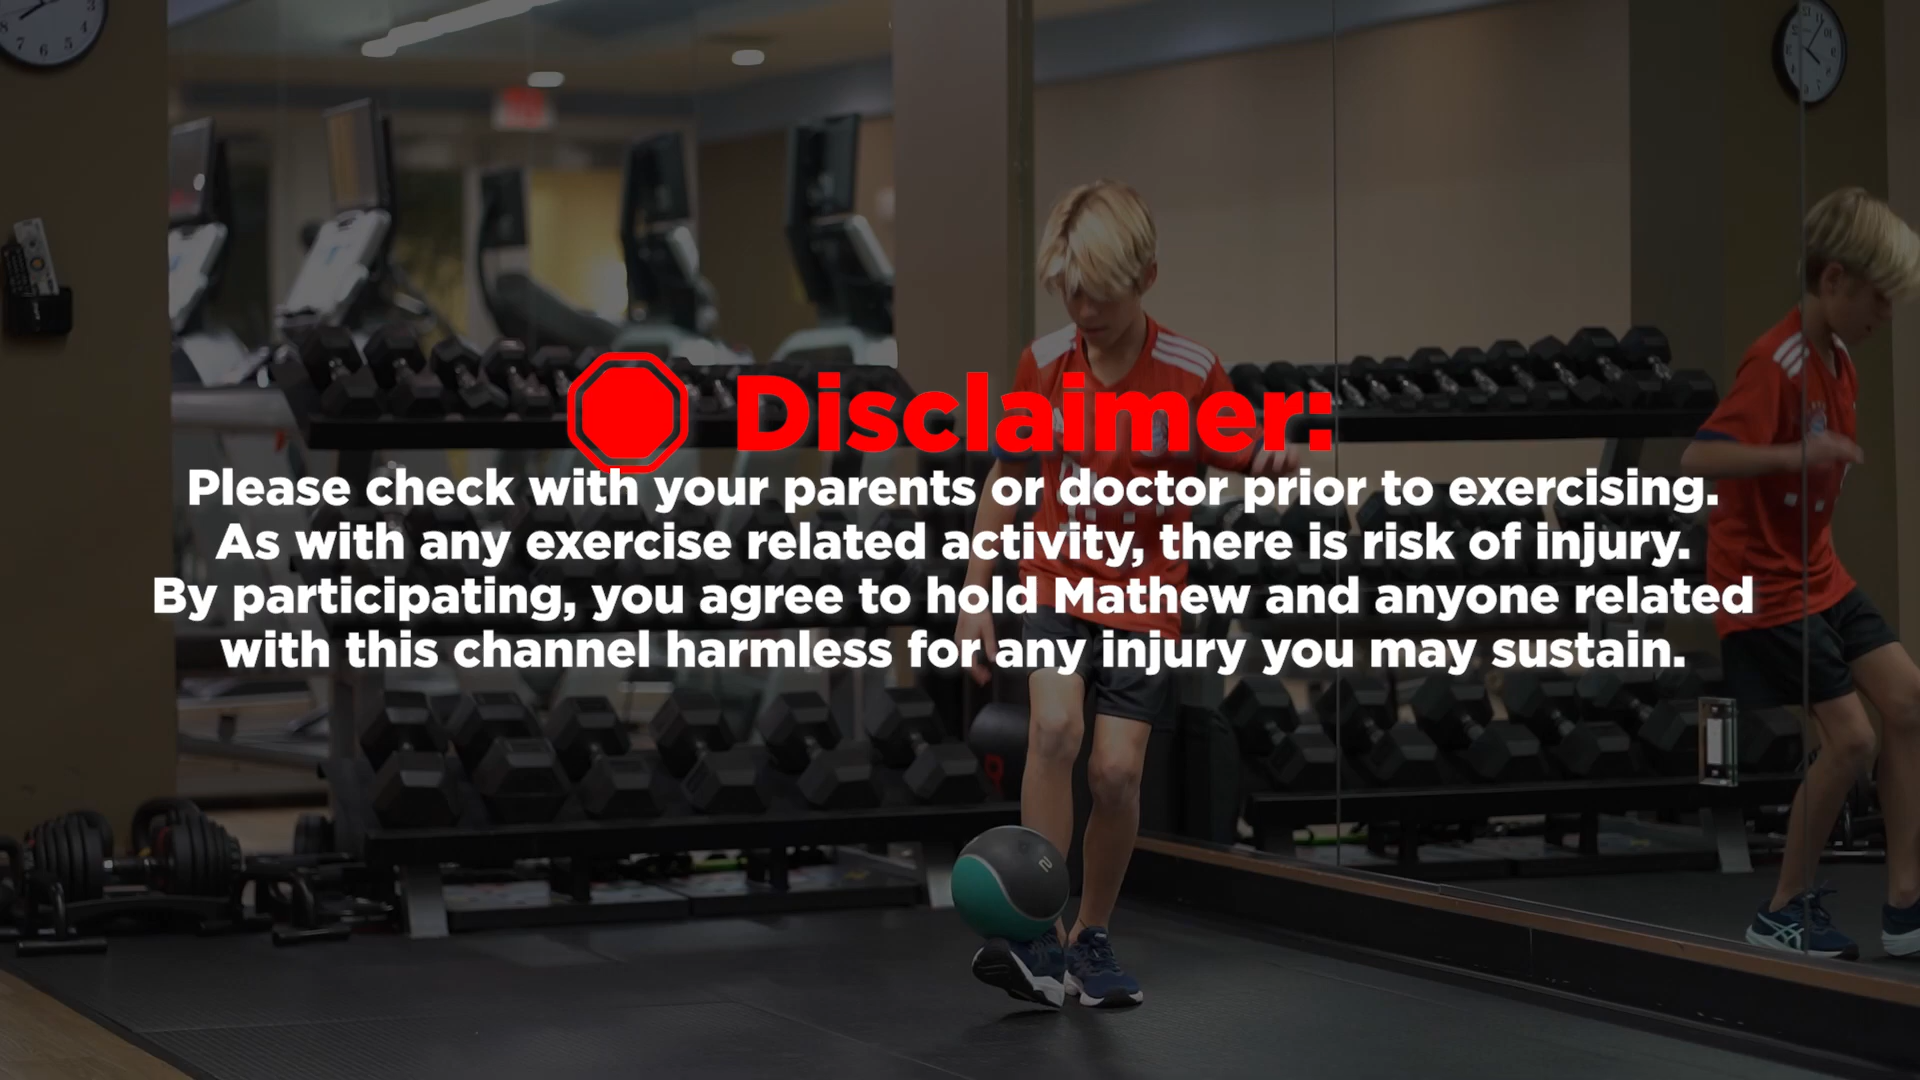 Disclaimer:
Please check with your parents or doctor prior to exercising.
As with any exercise related activity, there is risk of injury.
By participating, you agree to hold Mathew and anyone related
with this channel harmless for any injury you may sustain.